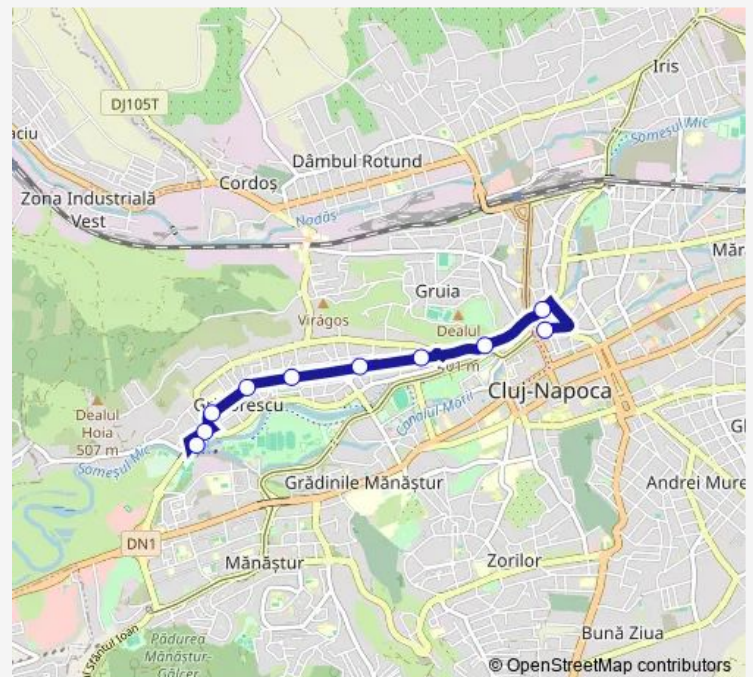 Iris
DJ105T
Someșul Mic
aciu
Dâmbul Rotund
Cordoș
Zona Industrială
Vest
Nadăș
Măr
Gruia
Virágos
Dealul
501 m
Cluj-Napoca
Dealul
Hoia
507 m
Canalul Morii
Someșul Mic
Grădinile Mănăștur
Andrei Mure
DN1
Mănăștur
Zorilor
Bună Ziua
Pădurea
Mănăștur-
Gâlcer
© OpenStreetMap contributors